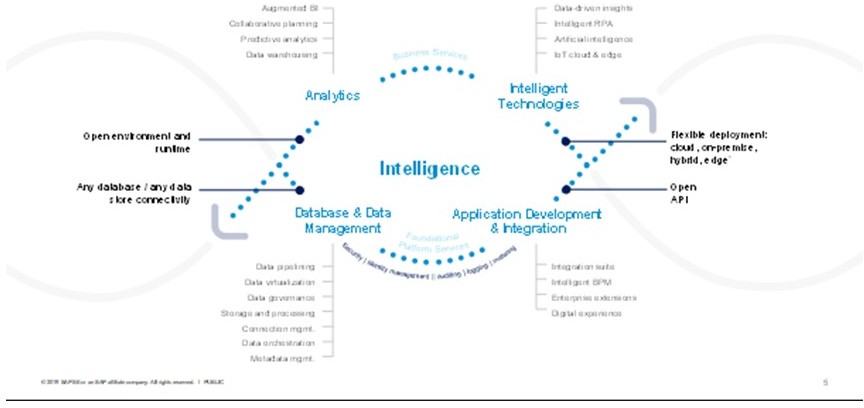 Augmented BI
Collaborative planning
Predictive analytics
Data warehousing
Data-driven insights
Intelligent RPA
Artificial intelligence
IoT cloud & edge
Business Services
Analytics
Intelligent
Technologies
Open environment and
runtime
Flexible deployment:
cloud, on-premise,
hybrid, edge
Intelligence
Any database / any data
store connectivity
Open
API
Database & Data
Management
Application Development
& Integration
Foundational
Platform Services
Security | identity management | auditing | logging | metering
Data pipelining
Data virtualization
Data governance
Storage and processing
Connection mgmt.
Data orchestration
Metadata mgmt.
Integration suite
Intelligent BPM
Enterprise extensions
Digital experience
SAP SE or an SAP affiliate company. All rights reserved. | PUBLIC
5